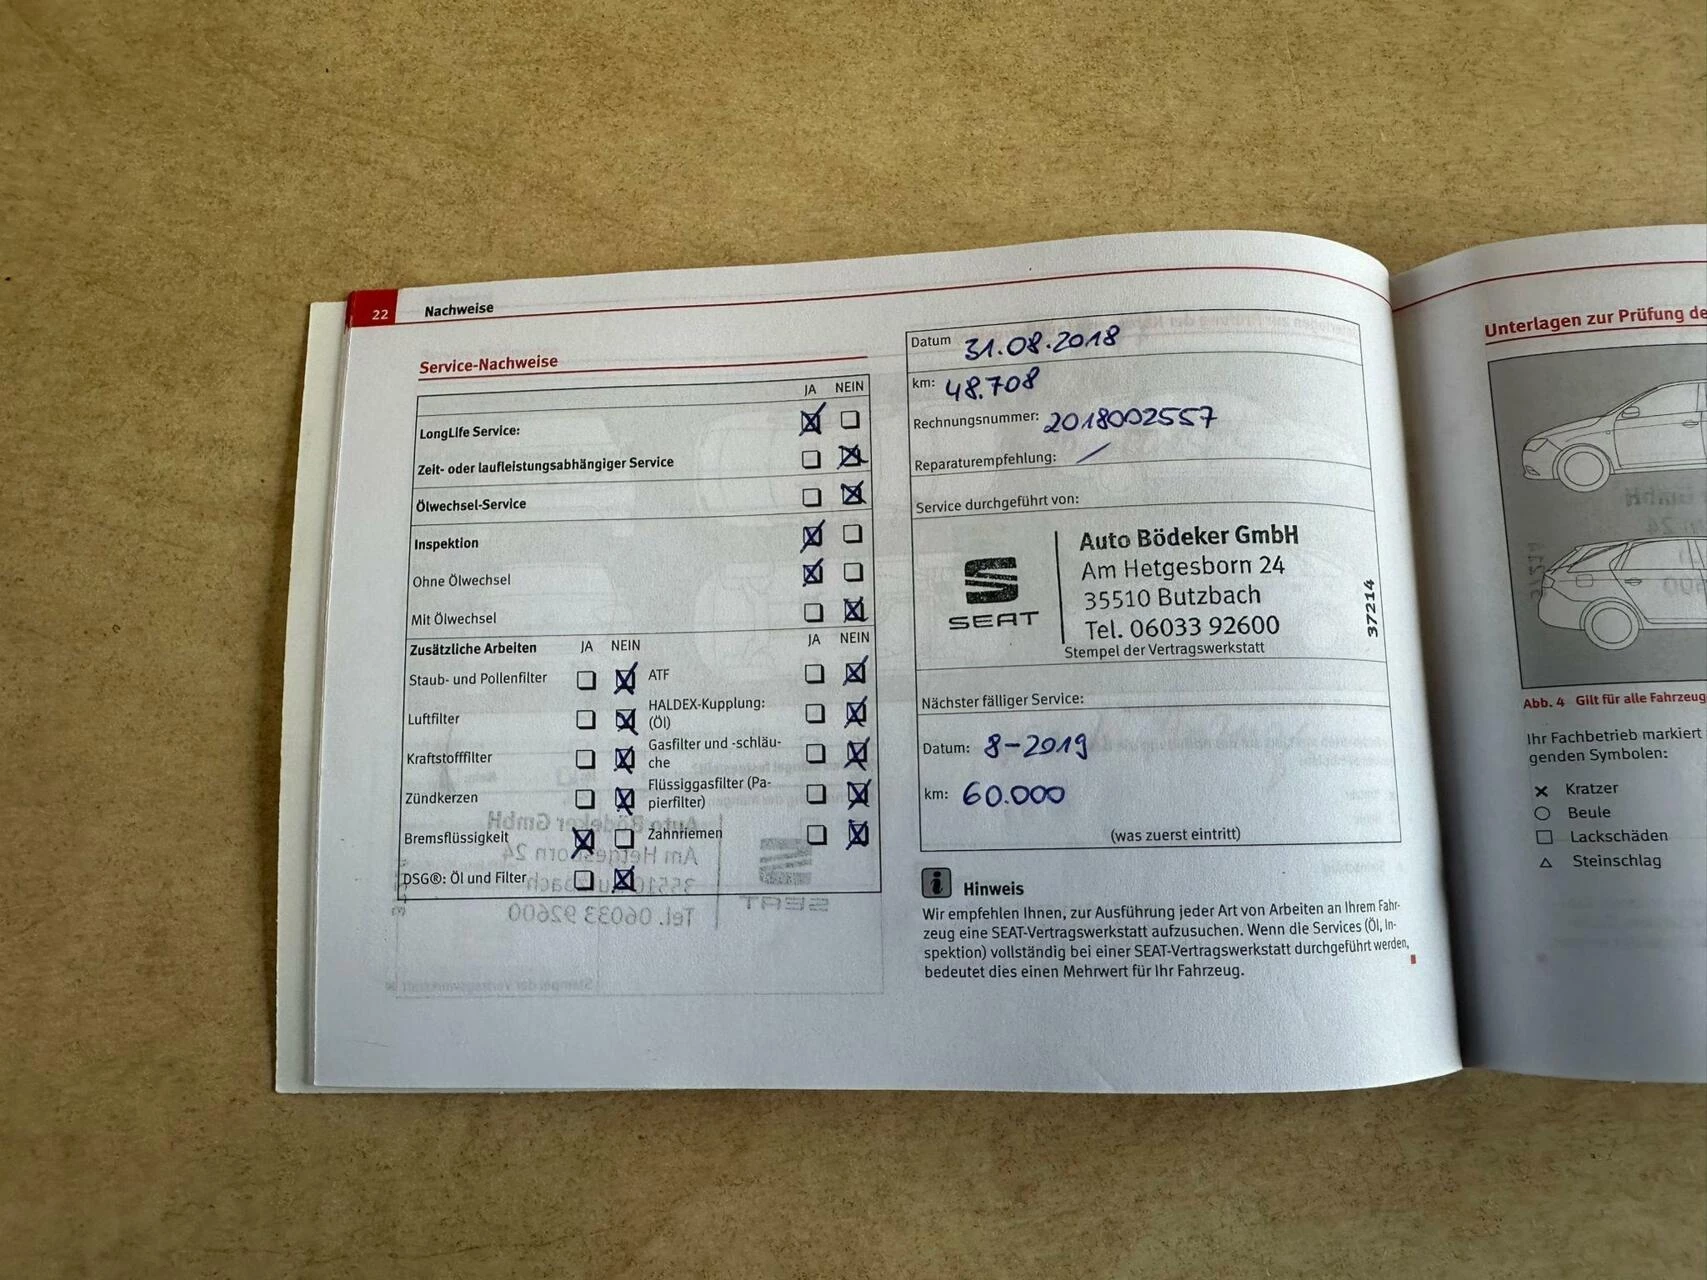 22
Nachweise
Service-Nachweise
JA NEIN
LongLife Service:
Zeit- oder laufleistungsabhängiger Service
Ölwechsel-Service
Inspektion
Ohne Ölwechsel
Mit Ölwechsel
Zusätzliche Arbeiten JA NEIN JA NEIN
Staub- und Pollenfilter
ATF
Luftfilter
HALDEX-Kupplung:
(Öl)
Kraftstofffilter
Gasfilter und -schläu-
che
Zündkerzen
Flüssiggasfilter (Pa-
pierfilter)
Bremsflüssigkeit
Zahnriemen
DSG®: Öl und Filter
Datum 31.08.2018
km: 48.708
Rechnungsnummer: 2018002557
Reparaturempfehlung: /
Service durchgeführt von:
SEAT
Auto Bödeker GmbH
Am Hetgesborn 24
35510 Butzbach
Tel. 06033 92600
37214
Stempel der Vertragswerkstatt
Nächster fälliger Service:
Datum: 8-2019
km: 60.000
(was zuerst eintritt)
Hinweis
Wir empfehlen Ihnen, zur Ausführung jeder Art von Arbeiten an Ihrem Fahr-
zeug eine SEAT-Vertragswerkstatt aufzusuchen. Wenn die Services (Öl, In-
spektion) vollständig bei einer SEAT-Vertragswerkstatt durchgeführt werden,
bedeutet dies einen Mehrwert für Ihr Fahrzeug.
Unterlagen zur Prüfung de
Abb. 4 Gilt für alle Fahrzeug
Ihr Fachbetrieb markiert
genden Symbolen:
Kratzer
Beule
Lackschäden
Steinschlag